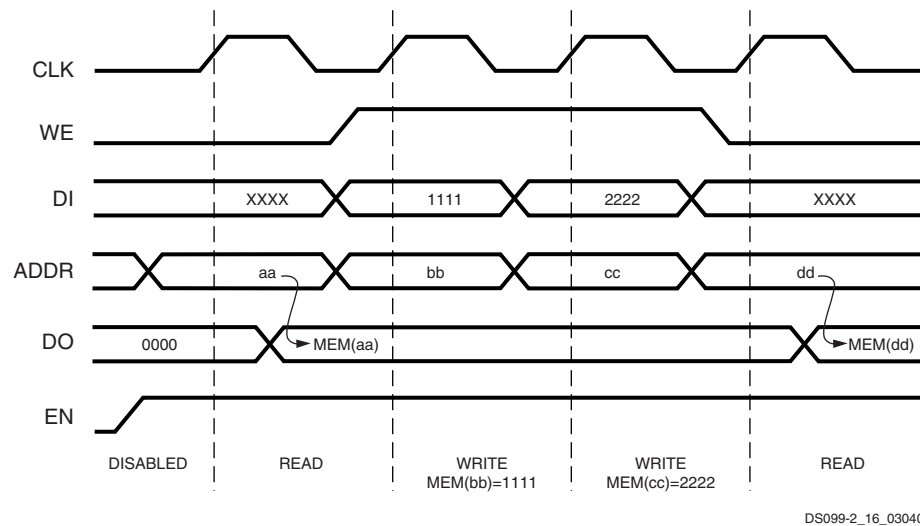 CLK
WE
DI XXXX 1111 2222 XXXX
ADDR aa bb cc dd
DO 0000 MEM(aa) MEM(dd)
EN
DISABLED READ WRITE WRITE READ
MEM(bb)=1111 MEM(cc)=2222
DS099-2_16_03040